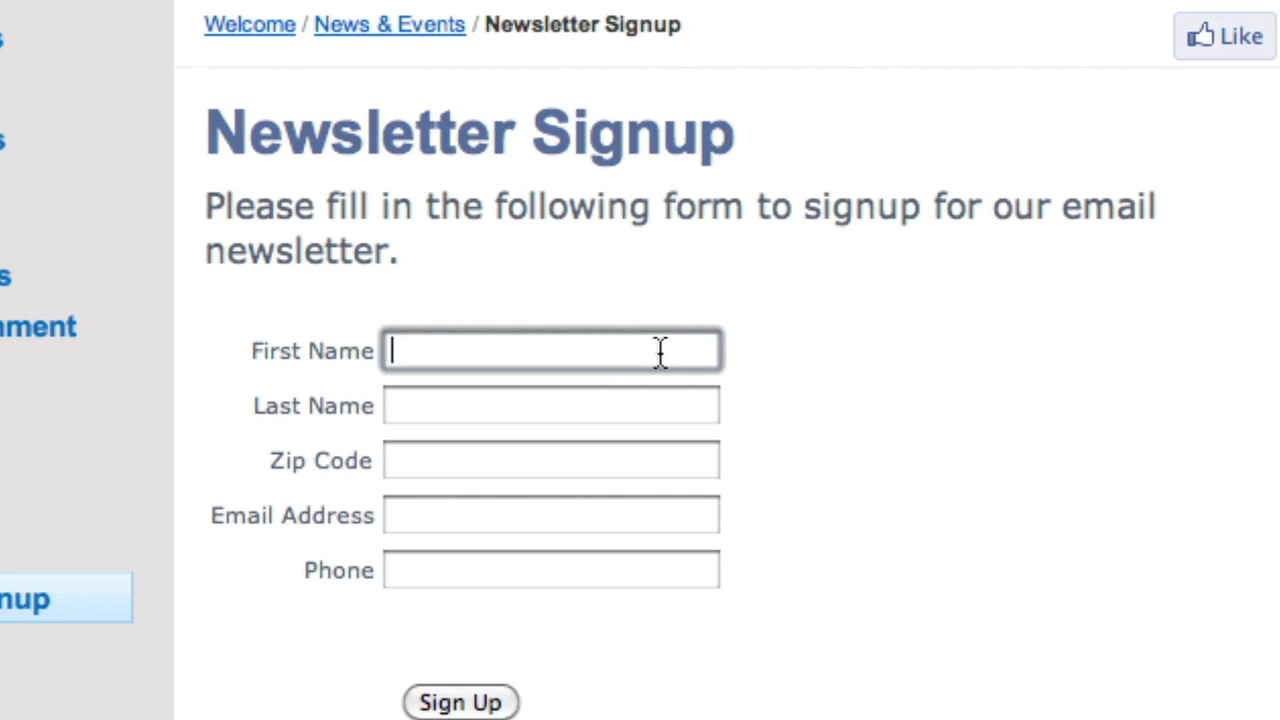 Welcome / News & Events / Newsletter Signup
Like
Newsletter Signup
Please fill in the following form to signup for our email
newsletter.
First Name
Last Name
Zip Code
Email Address
Phone
Sign Up